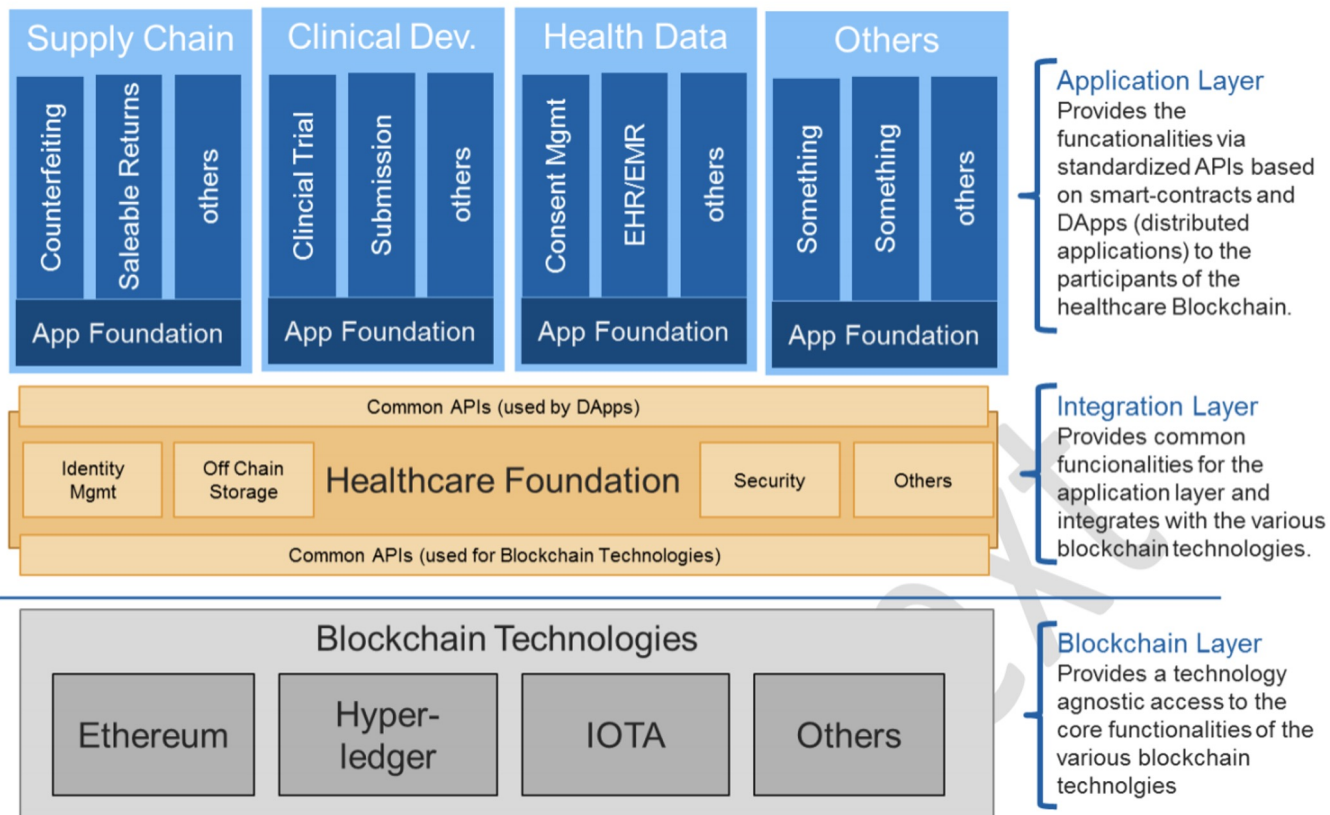 Supply Chain
Counterfeiting
Saleable Returns
others
App Foundation
Clinical Dev.
Clincial Trial
Submission
others
App Foundation
Health Data
Consent Mgmt
EHR/EMR
others
App Foundation
Others
Something
Something
others
App Foundation
Application Layer
Provides the
funcationalities via
standardized APIs based
on smart-contracts and
DApps (distributed
applications) to the
participants of the
healthcare Blockchain.
Common APIs (used by DApps)
Identity
Mgmt
Off Chain
Storage
Healthcare Foundation
Security
Others
Common APIs (used for Blockchain Technologies)
Integration Layer
Provides common
funcionalities for the
application layer and
integrates with the various
blockchain technologies.
Blockchain Technologies
Ethereum
Hyper-
ledger
IOTA
Others
Blockchain Layer
Provides a technology
agnostic access to the
core functionalities of the
various blockchain
technolgies